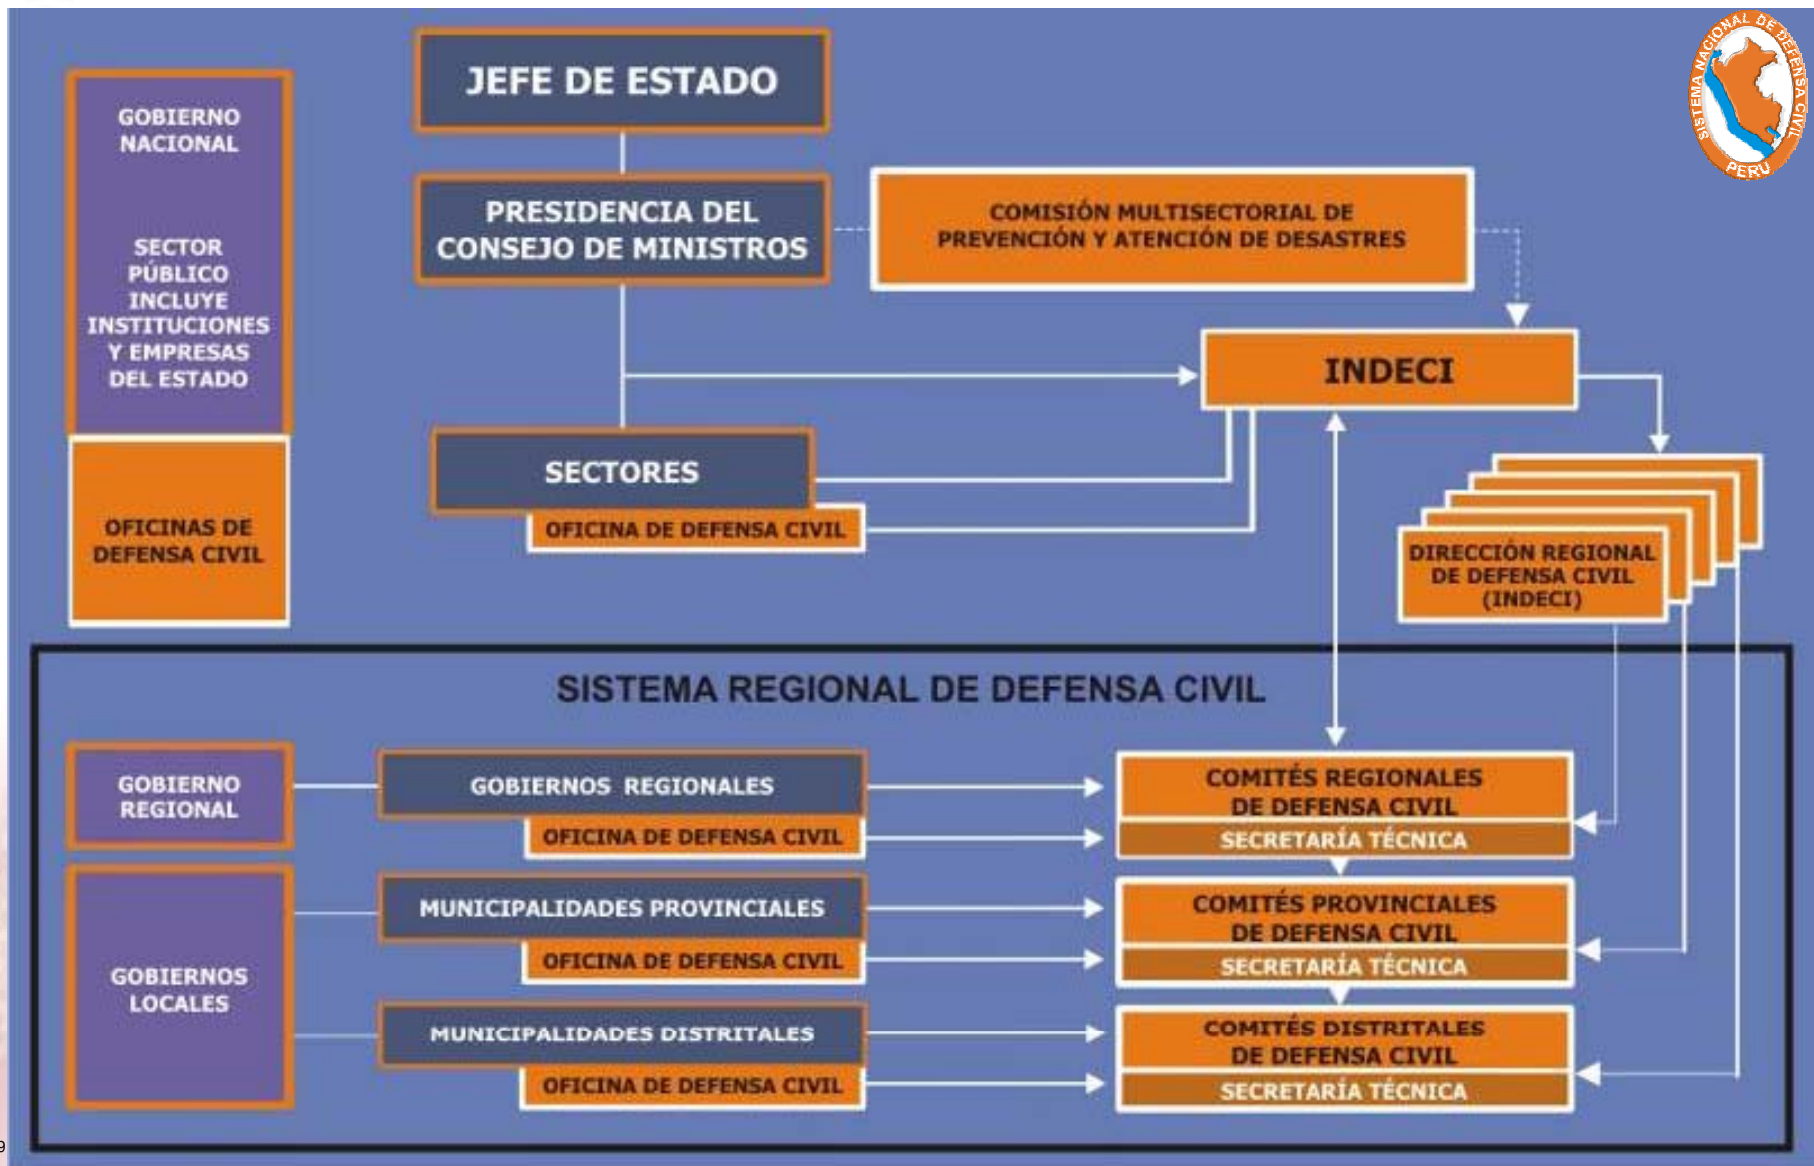 SISTEMA NACIONAL DE DEFENSA CIVIL
PERU
JEFE DE ESTADO
GOBIERNO
NACIONAL
SECTOR
PÚBLICO
INCLUYE
INSTITUCIONES
Y EMPRESAS
DEL ESTADO
PRESIDENCIA DEL
CONSEJO DE MINISTROS
COMISIÓN MULTISECTORIAL DE
PREVENCIÓN Y ATENCIÓN DE DESASTRES
INDECI
SECTORES
OFICINA DE DEFENSA CIVIL
OFICINAS DE
DEFENSA CIVIL
DIRECCIÓN REGIONAL
DE DEFENSA CIVIL
(INDECI)
SISTEMA REGIONAL DE DEFENSA CIVIL
GOBIERNO
REGIONAL
GOBIERNOS REGIONALES
OFICINA DE DEFENSA CIVIL
COMITÉS REGIONALES
DE DEFENSA CIVIL
SECRETARÍA TÉCNICA
GOBIERNOS
LOCALES
MUNICIPALIDADES PROVINCIALES
OFICINA DE DEFENSA CIVIL
COMITÉS PROVINCIALES
DE DEFENSA CIVIL
SECRETARÍA TÉCNICA
MUNICIPALIDADES DISTRITALES
OFICINA DE DEFENSA CIVIL
COMITÉS DISTRITALES
DE DEFENSA CIVIL
SECRETARÍA TÉCNICA
9